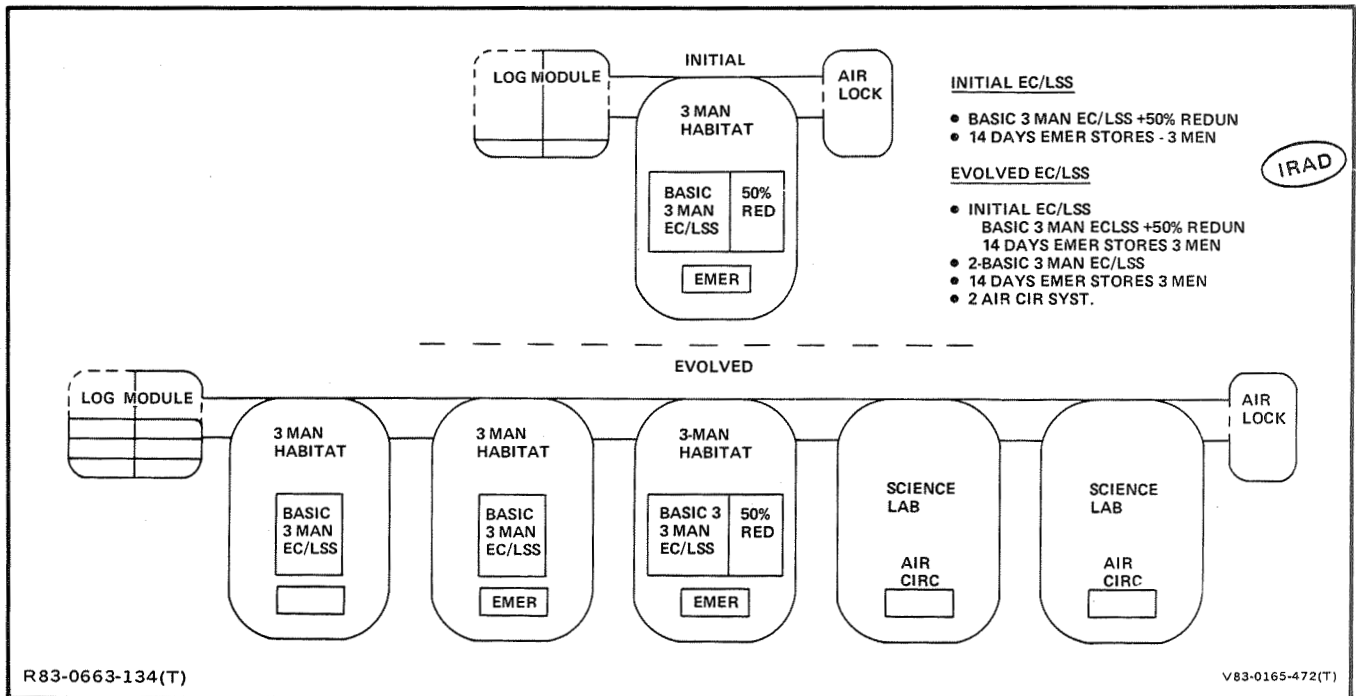 INITIAL
LOG MODULE
AIR
LOCK
3 MAN
HABITAT
BASIC
3 MAN
EC/LSS
50%
RED
EMER
INITIAL EC/LSS
• BASIC 3 MAN EC/LSS +50% REDUN
• 14 DAYS EMER STORES - 3 MEN
EVOLVED EC/LSS
• INITIAL EC/LSS
BASIC 3 MAN ECLSS +50% REDUN
14 DAYS EMER STORES 3 MEN
• 2-BASIC 3 MAN EC/LSS
• 14 DAYS EMER STORES 3 MEN
• 2 AIR CIR SYST.
IRAD
EVOLVED
LOG MODULE
3 MAN
HABITAT
BASIC
3 MAN
EC/LSS
3 MAN
HABITAT
BASIC
3 MAN
EC/LSS
EMER
3-MAN
HABITAT
BASIC 3
3 MAN
EC/LSS
50%
RED
EMER
SCIENCE
LAB
AIR
CIRC
SCIENCE
LAB
AIR
CIRC
AIR
LOCK
R83-0663-134(T)
V83-0165-472(T)